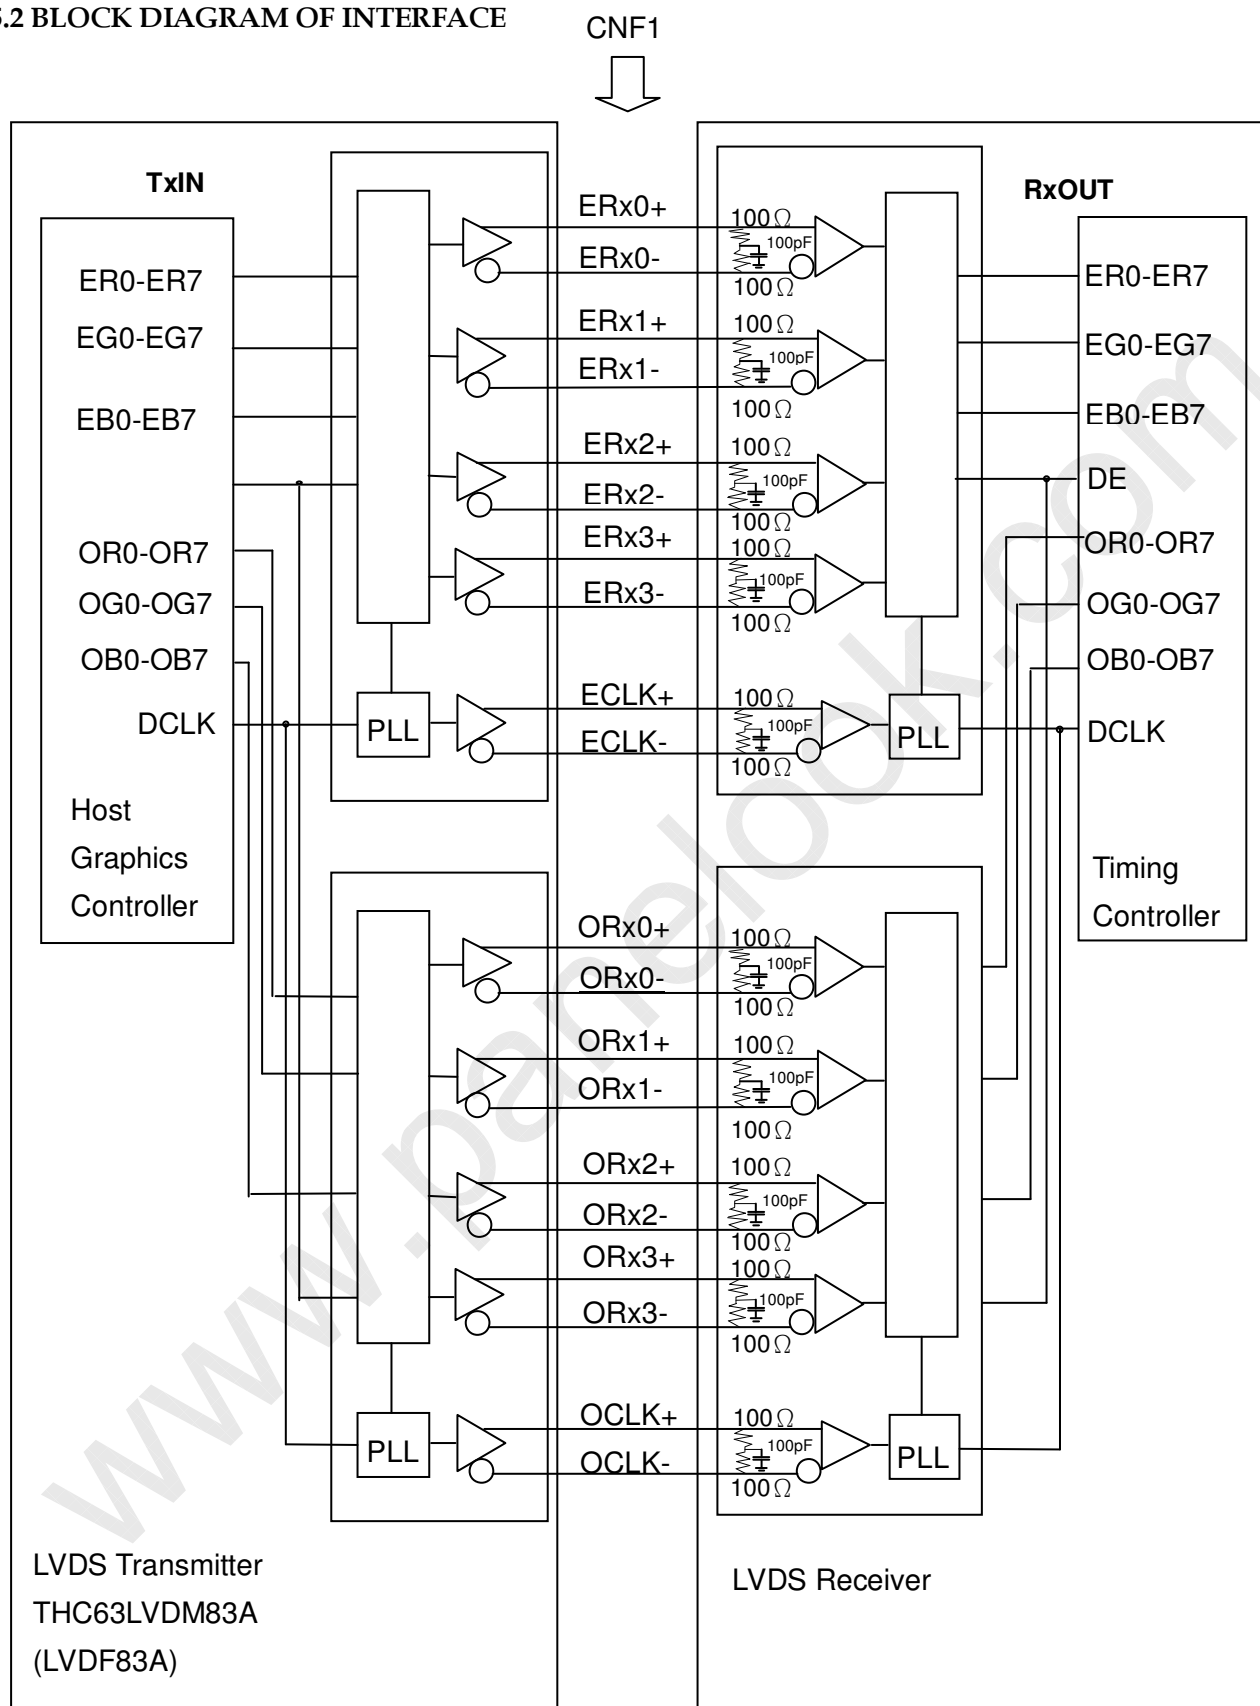 5.2 BLOCK DIAGRAM OF INTERFACE
CNF1
TxIN
RxOUT
ER0-ER7
EG0-EG7
EB0-EB7
OR0-OR7
OG0-OG7
OB0-OB7
DCLK
Host
Graphics
Controller
PLL
ERx0+
ERx0-
ERx1+
ERx1-
ERx2+
ERx2-
ERx3+
ERx3-
ECLK+
ECLK-
100Ω
100pF
100Ω
100Ω
100pF
100Ω
100Ω
100pF
100Ω
100Ω
100pF
100Ω
100Ω
100pF
100Ω
PLL
ER0-ER7
EG0-EG7
EB0-EB7
DE
OR0-OR7
OG0-OG7
OB0-OB7
DCLK
Timing
Controller
PLL
ORx0+
ORx0-
ORx1+
ORx1-
ORx2+
ORx2-
ORx3+
ORx3-
OCLK+
OCLK-
100Ω
100pF
100Ω
100Ω
100pF
100Ω
100Ω
100pF
100Ω
100Ω
100pF
100Ω
100Ω
100pF
100Ω
PLL
LVDS Transmitter
THC63LVDM83A
(LVDF83A)
LVDS Receiver
www.panelook.com